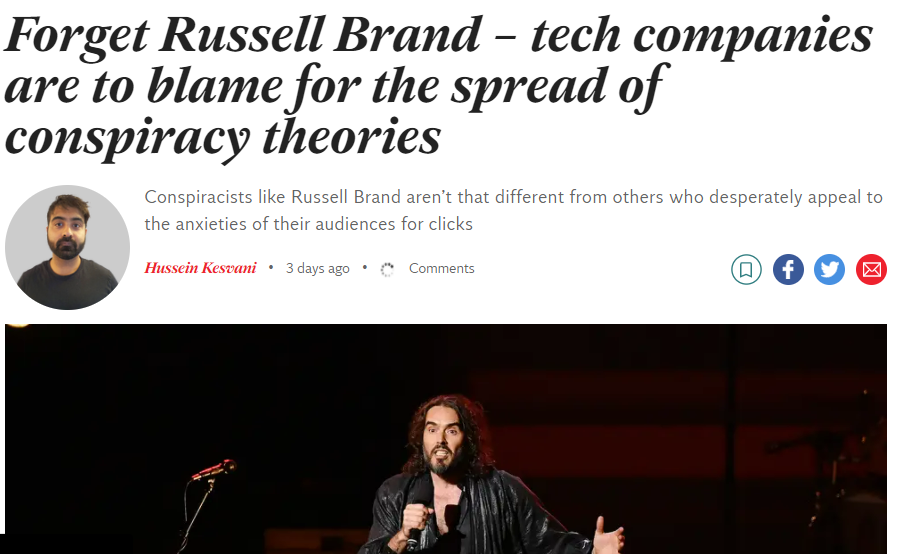 Forget Russell Brand – tech companies
are to blame for the spread of
conspiracy theories
Conspiracists like Russell Brand aren’t that different from others who desperately appeal to
the anxieties of their audiences for clicks
Hussein Kesvani • 3 days ago • Comments